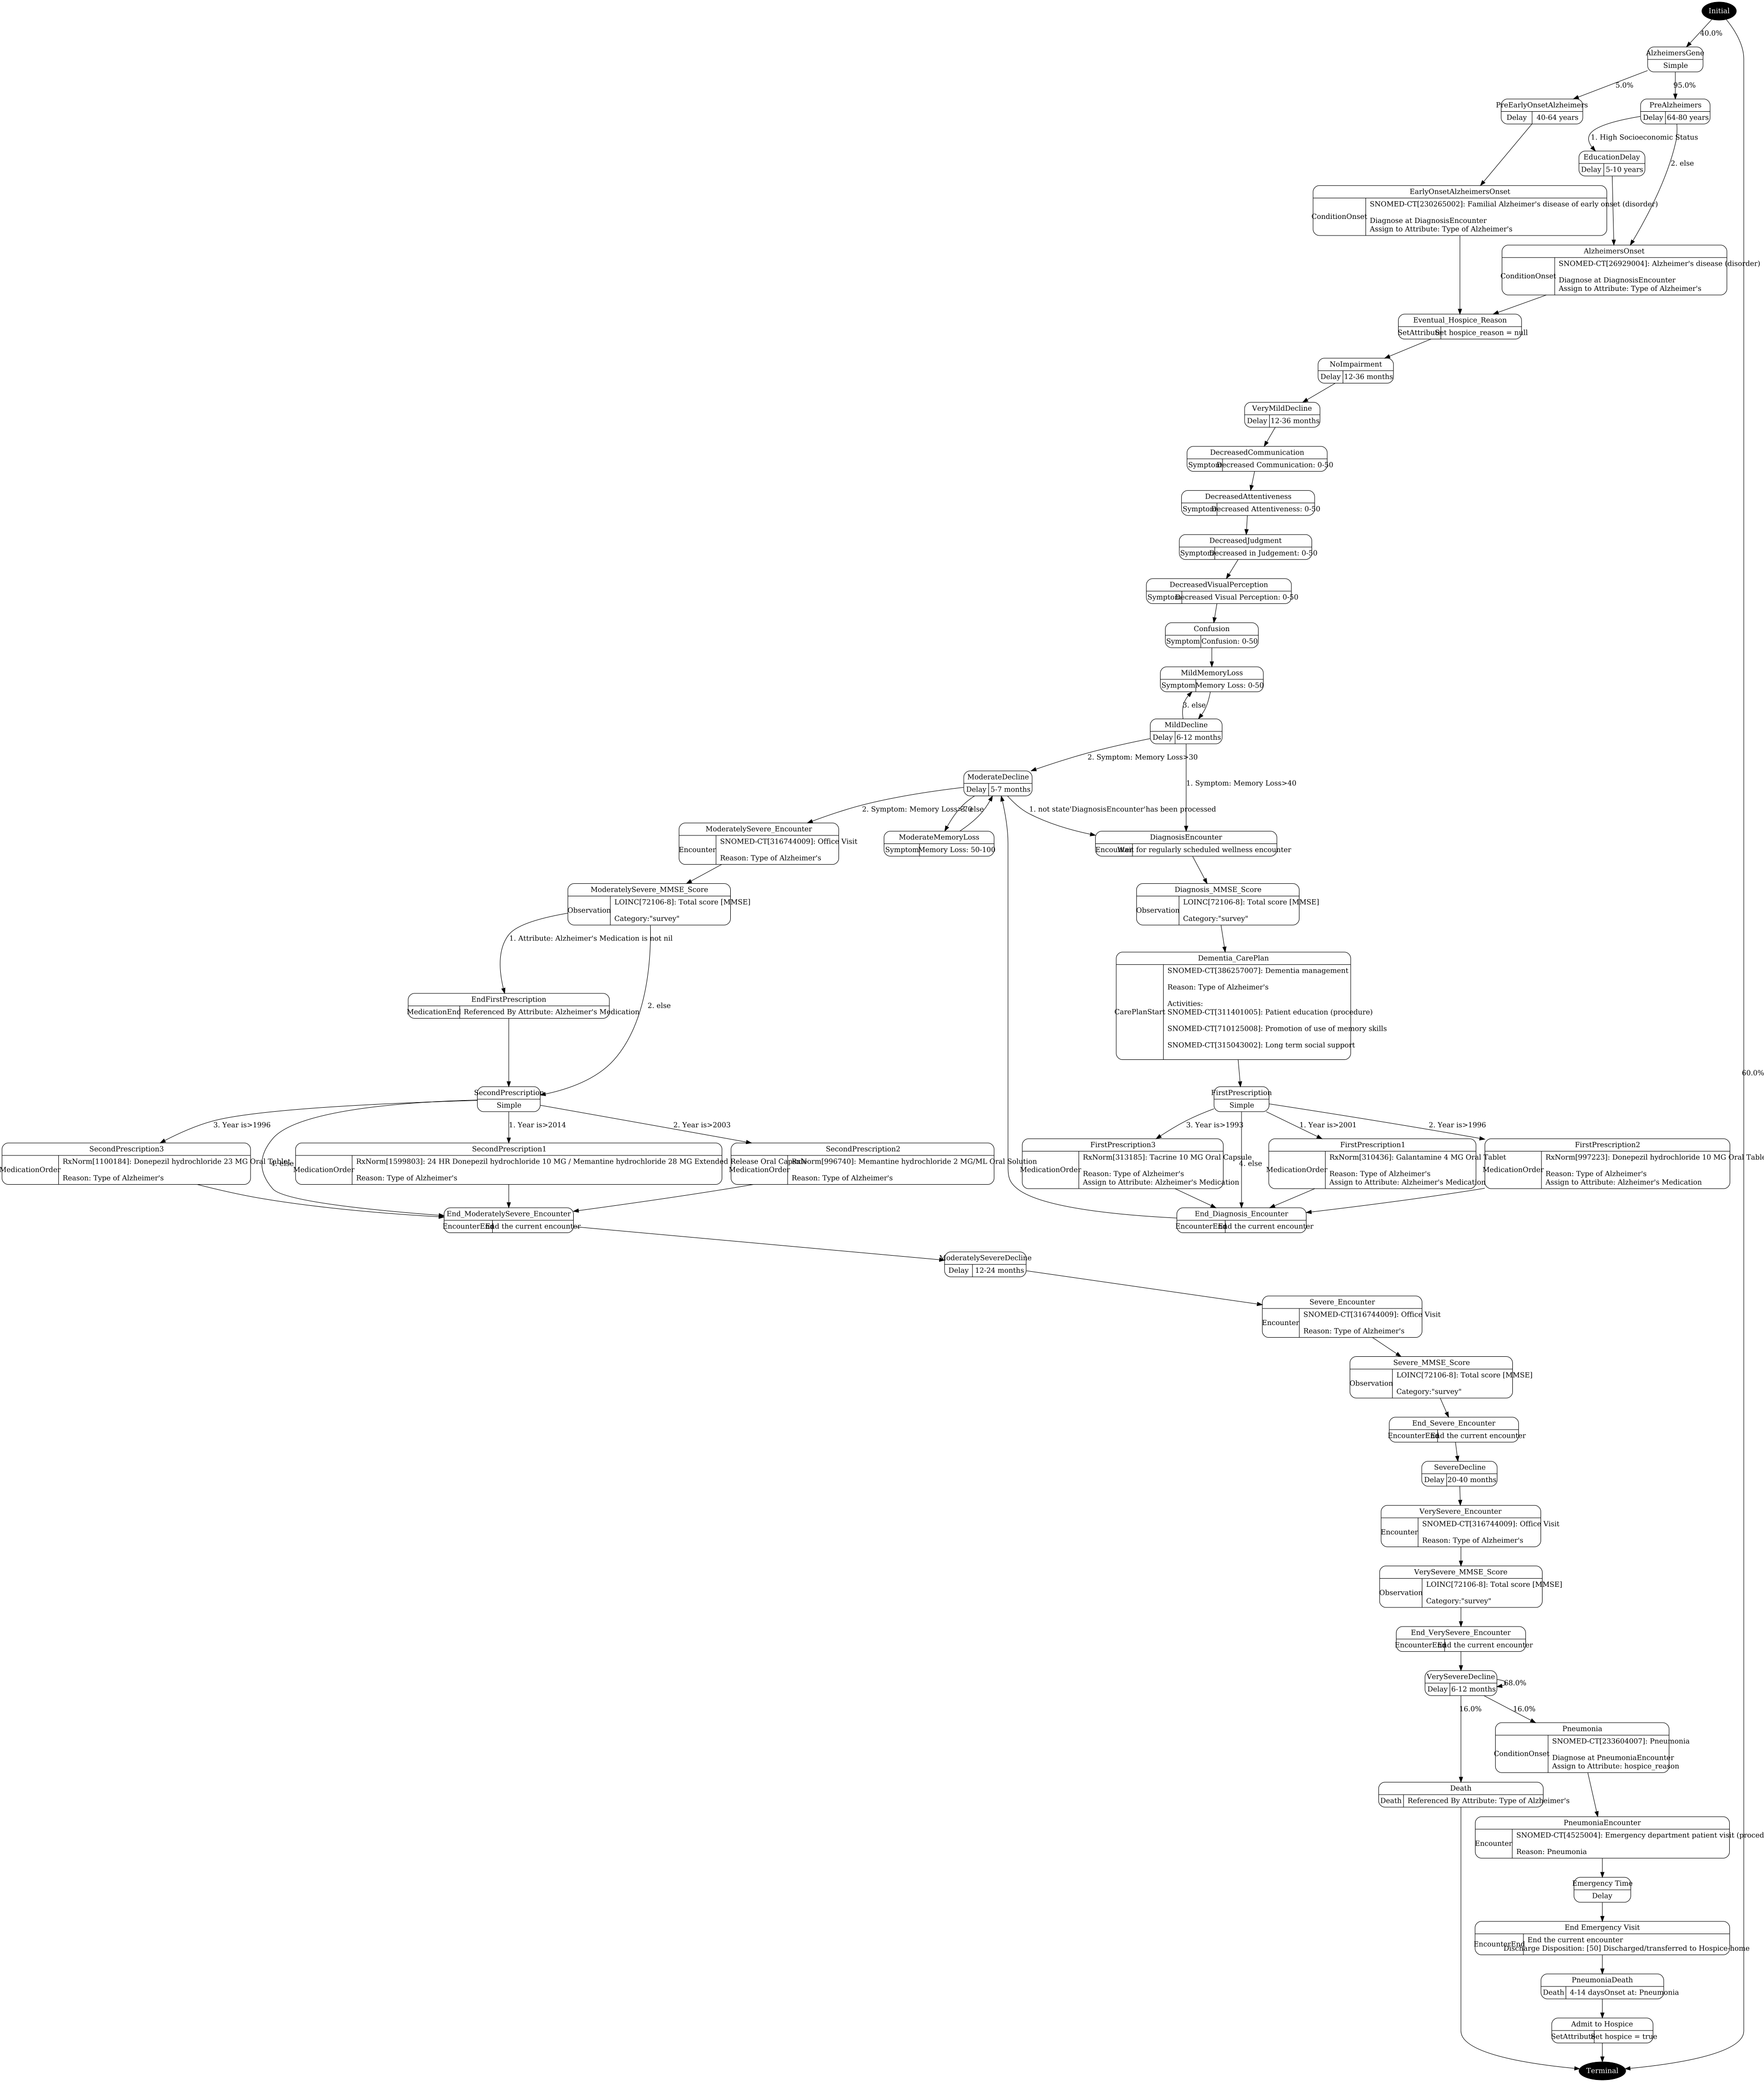 Initial
40.0%
AlzheimersGene
Simple
5.0%
95.0%
PreEarlyOnsetAlzheimers
Delay
40-64 years
PreAlzheimers
Delay
64-80 years
1. High Socioeconomic Status
EducationDelay
Delay
5-10 years
2. else
EarlyOnsetAlzheimersOnset
ConditionOnset
SNOMED-CT[230265002]: Familial Alzheimer's disease of early onset (disorder)
Diagnose at DiagnosisEncounter
Assign to Attribute: Type of Alzheimer's
AlzheimersOnset
ConditionOnset
SNOMED-CT[26929004]: Alzheimer's disease (disorder)
Diagnose at DiagnosisEncounter
Assign to Attribute: Type of Alzheimer's
Eventual_Hospice_Reason
SetAttribute
Set hospice_reason = null
NoImpairment
Delay
12-36 months
VeryMildDecline
Delay
12-36 months
DecreasedCommunication
Symptom
Decreased Communication: 0-50
DecreasedAttentiveness
Symptom
Decreased Attentiveness: 0-50
DecreasedJudgment
Symptom
Decreased in Judgement: 0-50
DecreasedVisualPerception
Symptom
Decreased Visual Perception: 0-50
Confusion
Symptom
Confusion: 0-50
MildMemoryLoss
Symptom
Memory Loss: 0-50
3. else
MildDecline
Delay
6-12 months
2. Symptom: Memory Loss>30
1. Symptom: Memory Loss>40
ModerateDecline
Delay
5-7 months
2. Symptom: Memory Loss>70
3. else
1. not state'DiagnosisEncounter'has been processed
ModeratelySevere_Encounter
Encounter
SNOMED-CT[316744009]: Office Visit
Reason: Type of Alzheimer's
ModerateMemoryLoss
Symptom
Memory Loss: 50-100
DiagnosisEncounter
Encounter
Wait for regularly scheduled wellness encounter
ModeratelySevere_MMSE_Score
Observation
LOINC[72106-8]: Total score [MMSE]
Category:"survey"
Diagnosis_MMSE_Score
Observation
LOINC[72106-8]: Total score [MMSE]
Category:"survey"
1. Attribute: Alzheimer's Medication is not nil
2. else
Dementia_CarePlan
CarePlanStart
SNOMED-CT[386257007]: Dementia management
Reason: Type of Alzheimer's
Activities:
SNOMED-CT[311401005]: Patient education (procedure)
SNOMED-CT[710125008]: Promotion of use of memory skills
SNOMED-CT[315043002]: Long term social support
EndFirstPrescription
MedicationEnd
Referenced By Attribute: Alzheimer's Medication
60.0%
SecondPrescription
Simple
FirstPrescription
Simple
3. Year is>1996
4. else
1. Year is>2014
2. Year is>2003
3. Year is>1993
4. else
1. Year is>2001
2. Year is>1996
SecondPrescription3
MedicationOrder
RxNorm[1100184]: Donepezil hydrochloride 23 MG Oral Tablet
Reason: Type of Alzheimer's
SecondPrescription1
MedicationOrder
RxNorm[1599803]: 24 HR Donepezil hydrochloride 10 MG / Memantine hydrochloride 28 MG Extended Release Oral Capsule
Reason: Type of Alzheimer's
SecondPrescription2
MedicationOrder
RxNorm[996740]: Memantine hydrochloride 2 MG/ML Oral Solution
Reason: Type of Alzheimer's
FirstPrescription3
MedicationOrder
RxNorm[313185]: Tacrine 10 MG Oral Capsule
Reason: Type of Alzheimer's
Assign to Attribute: Alzheimer's Medication
FirstPrescription1
MedicationOrder
RxNorm[310436]: Galantamine 4 MG Oral Tablet
Reason: Type of Alzheimer's
Assign to Attribute: Alzheimer's Medication
FirstPrescription2
MedicationOrder
RxNorm[997223]: Donepezil hydrochloride 10 MG Oral Table
Reason: Type of Alzheimer's
Assign to Attribute: Alzheimer's Medication
End_ModeratelySevere_Encounter
EncounterEnd
End the current encounter
End_Diagnosis_Encounter
EncounterEnd
End the current encounter
ModeratelySevereDecline
Delay
12-24 months
Severe_Encounter
Encounter
SNOMED-CT[316744009]: Office Visit
Reason: Type of Alzheimer's
Severe_MMSE_Score
Observation
LOINC[72106-8]: Total score [MMSE]
Category:"survey"
End_Severe_Encounter
EncounterEnd
End the current encounter
SevereDecline
Delay
20-40 months
VerySevere_Encounter
Encounter
SNOMED-CT[316744009]: Office Visit
Reason: Type of Alzheimer's
VerySevere_MMSE_Score
Observation
LOINC[72106-8]: Total score [MMSE]
Category:"survey"
End_VerySevere_Encounter
EncounterEnd
End the current encounter
VerySevereDecline
Delay
6-12 months
68.0%
16.0%
16.0%
Pneumonia
ConditionOnset
SNOMED-CT[233604007]: Pneumonia
Diagnose at PneumoniaEncounter
Assign to Attribute: hospice_reason
Death
Death
Referenced By Attribute: Type of Alzheimer's
PneumoniaEncounter
Encounter
SNOMED-CT[4525004]: Emergency department patient visit (proced
Reason: Pneumonia
Emergency Time
Delay
End Emergency Visit
EncounterEnd
End the current encounter
Discharge Disposition: [50] Discharged/transferred to Hospice-home
PneumoniaDeath
Death
4-14 daysOnset at: Pneumonia
Admit to Hospice
SetAttribute
Set hospice = true
Terminal